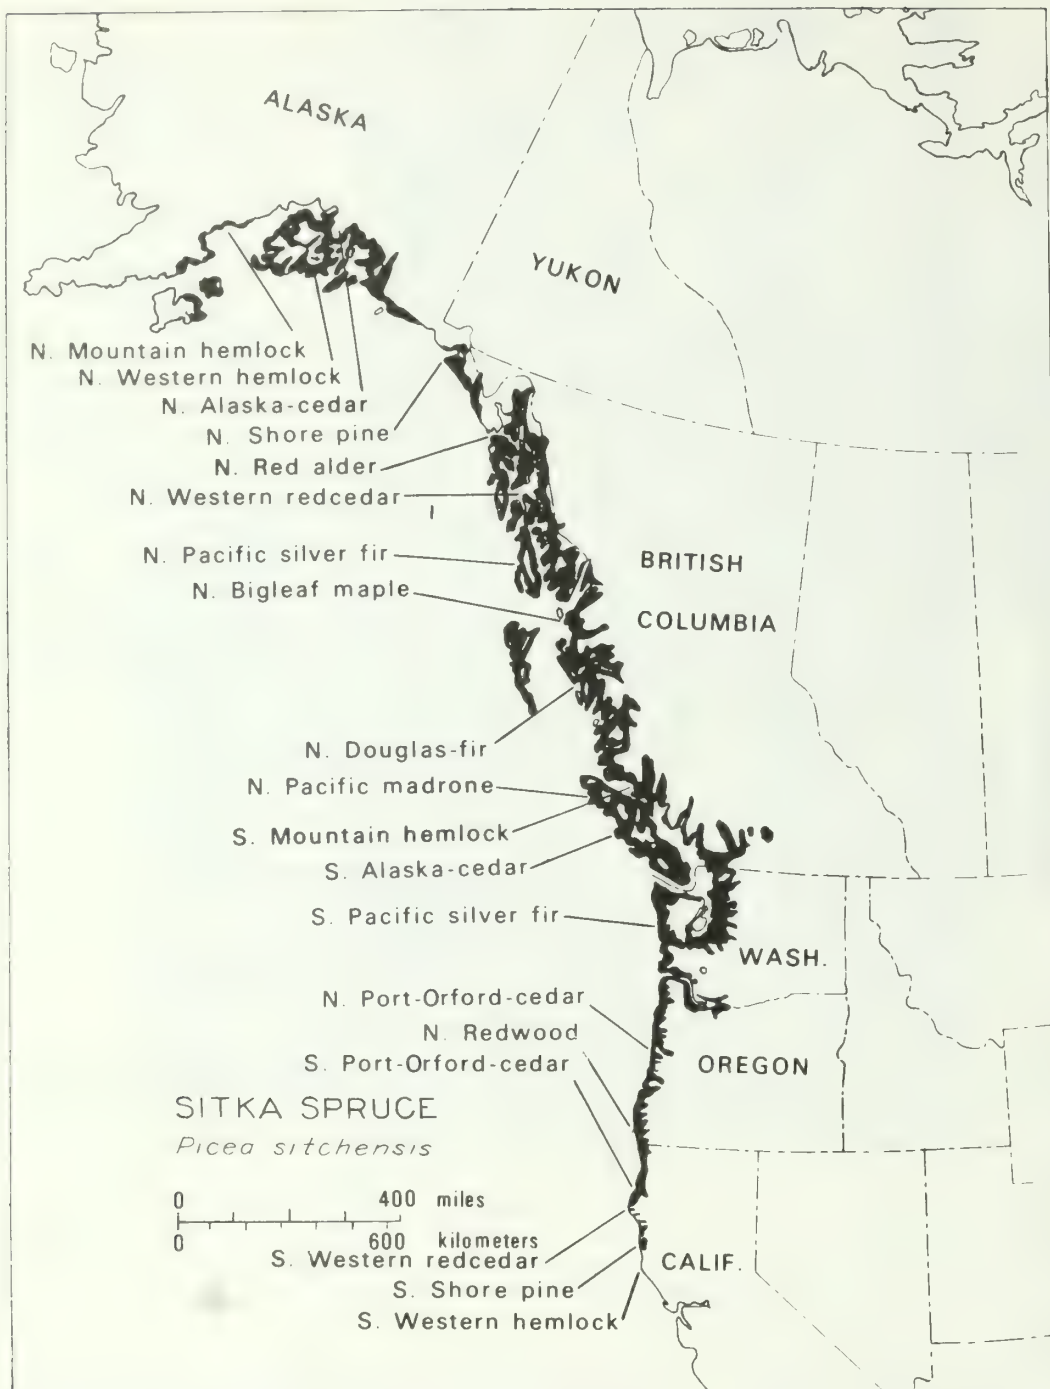 ALASKA
YUKON
N. Mountain hemlock
N. Western hemlock
N. Alaska-cedar
N. Shore pine
N. Red alder
N. Western redcedar
N. Pacific silver fir
BRITISH
N. Bigleaf maple
COLUMBIA
N. Douglas-fir
N. Pacific madrone
S. Mountain hemlock
S. Alaska-cedar
S. Pacific silver fir
WASH.
N. Port-Orford-cedar
N. Redwood
S. Port-Orford-cedar
OREGON
SITKA SPRUCE
Picea sitchensis
0 400 miles
0 600 kilometers
S. Western redcedar
CALIF.
S. Shore pine
S. Western hemlock